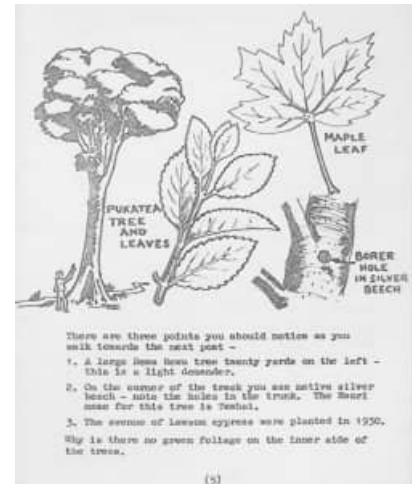 MAPLE
LEAF
PUKATEA
TREE
AND
LEAVES
BORER
HOLE
IN SILVER
BEECH
There are three points you should notice as you
walk towards the next post -
1. A large Rewa Rewa tree twenty yards on the left -
this is a light demander.
2. On the corner of the track you see native silver
beech - note the holes in the trunk. The Maori
name for this tree is
3. The avenue of Lawson cypress were planted in 1930.
Why is there no green foliage on the inner side of
the trees.
(5)